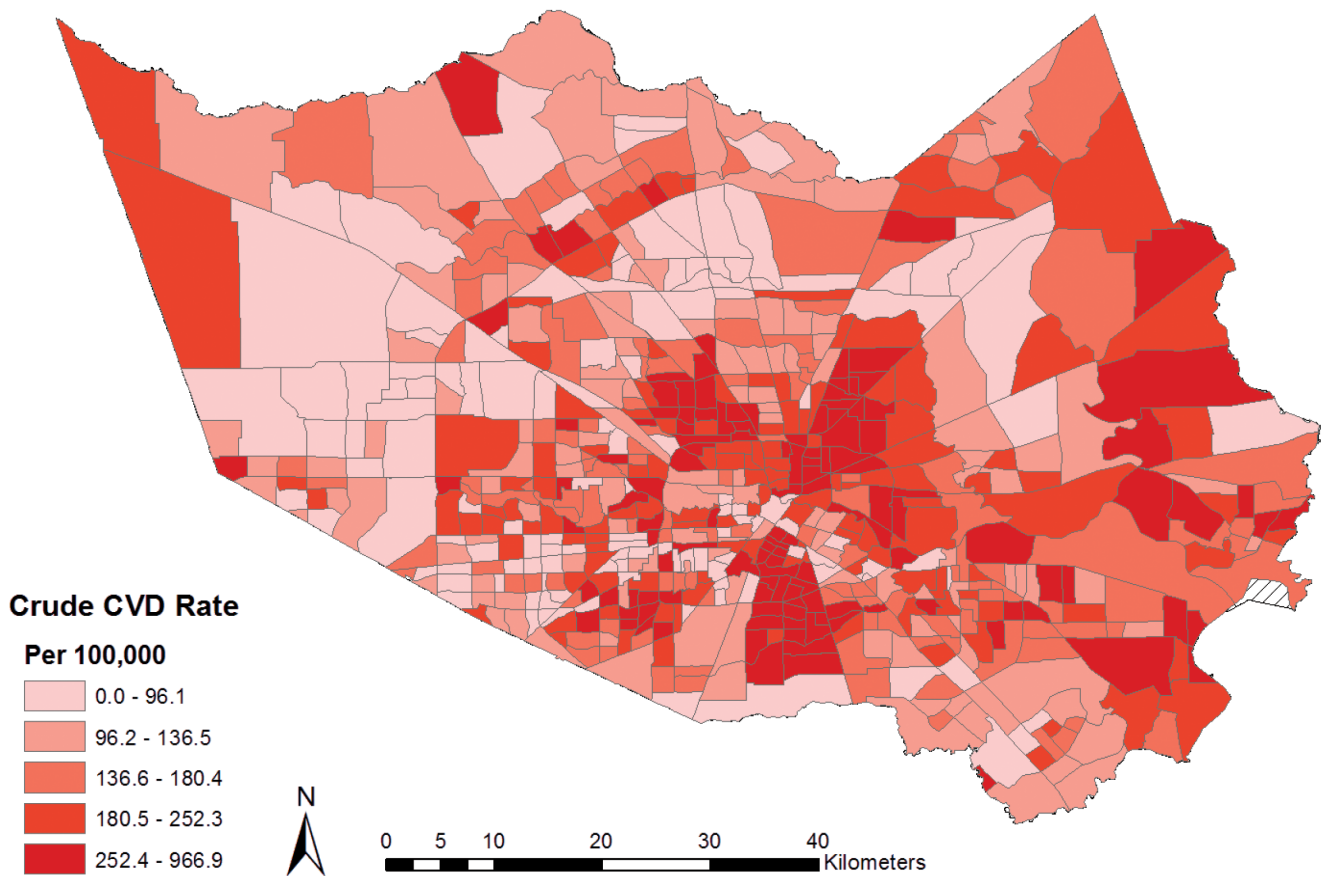 Crude CVD Rate
Per 100,000
0.0 - 96.1
96.2 - 136.5
136.6 - 180.4
180.5 - 252.3
252.4 - 966.9
N
0 5 10 20 30 40
Kilometers